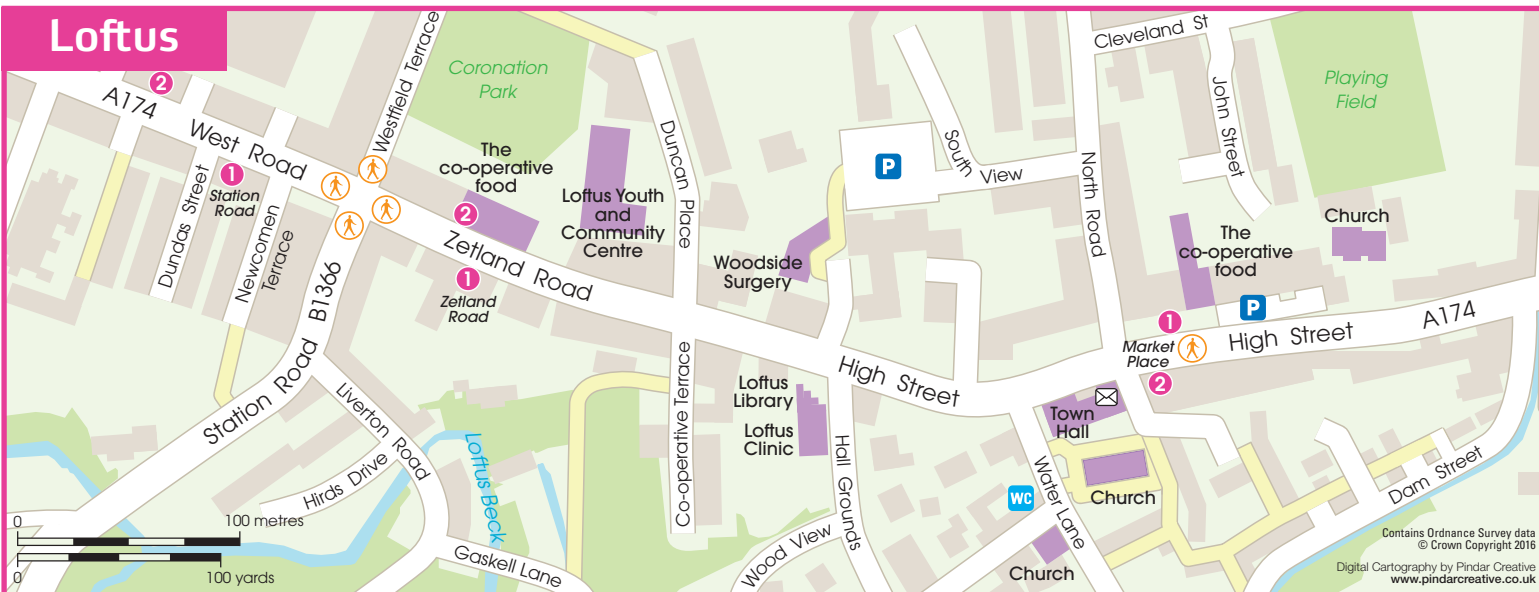 Loftus
2
A174
West Road
1
Station
Road
Dundas Street
Newcomen
Terrace
Westfield Terrace
Coronation
Park
The
co-operative
food
2
Zetland Road
1
Zetland
Road
Loftus Youth
and
Community
Centre
Duncan Place
Station Road B1366
Liverton Road
Hirds Drive
Loftus Beck
Gaskell Lane
Co-operative Terrace
Woodside
Surgery
P
South View
North Road
Cleveland St
John Street
Playing
Field
Church
The
co-operative
food
P
High Street
A174
1
Market
Place
2
High Street
Loftus
Library
Loftus
Clinic
Hall Grounds
Wood View
Town
Hall
Church
WC
Water Lane
Church
Dam Street
0
100 metres
0
100 yards
Contains Ordnance Survey data
© Crown Copyright 2016
Digital Cartography by Pindar Creative
www.pindarcreative.co.uk